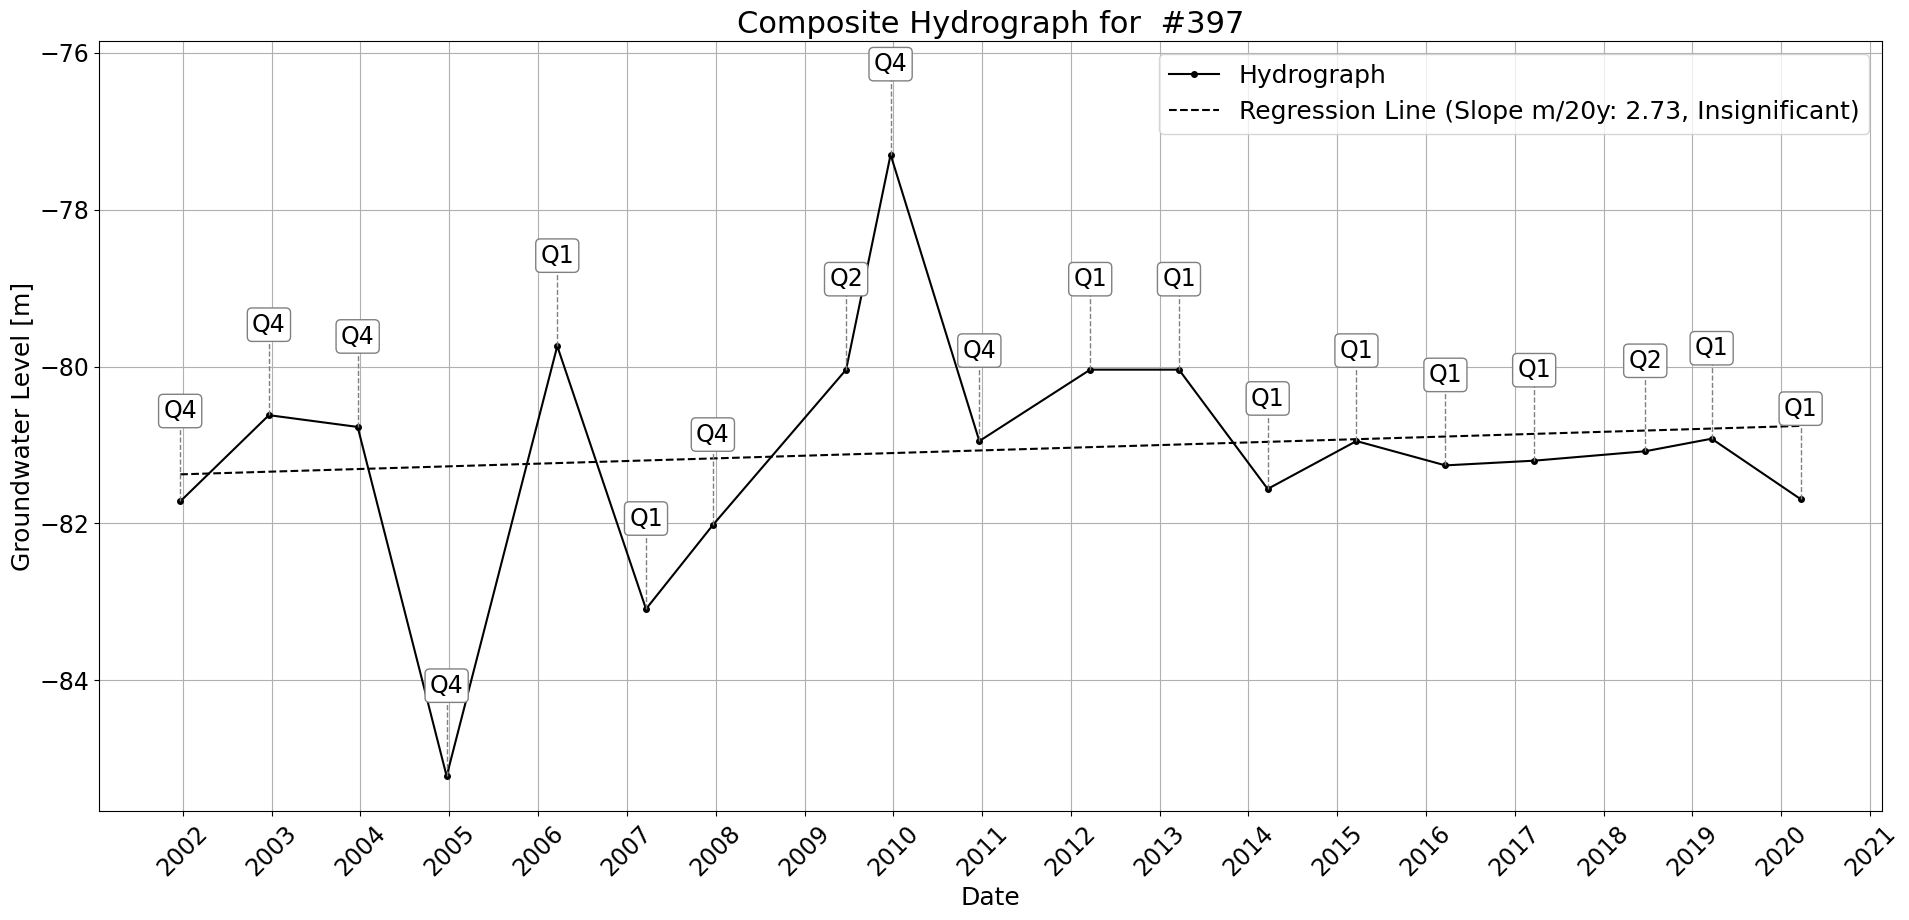 Composite Hydrograph for  #397
Hydrograph
Regression Line (Slope m/20y: 2.73, Insignificant)
Groundwater Level [m]
−76
−78
−80
−82
−84
Q4
Q4
Q4
Q4
Q1
Q1
Q4
Q2
Q4
Q4
Q1
Q1
Q1
Q1
Q1
Q1
Q2
Q1
Q1
2002
2003
2004
2005
2006
2007
2008
2009
2010
2011
2012
2013
2014
2015
2016
2017
2018
2019
2020
2021
Date